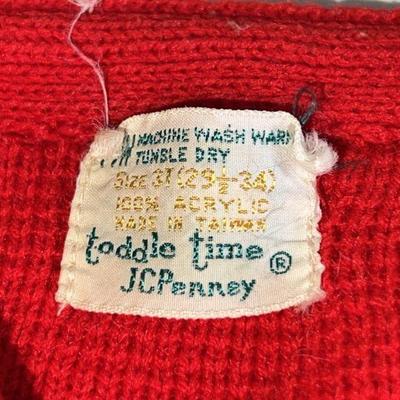 MACHINE WASH WARM
TUMBLE DRY
SIZE 3T (29½-34)
100% ACRYLIC
MADE IN TAIWAN
toddle time ®
JCPenney